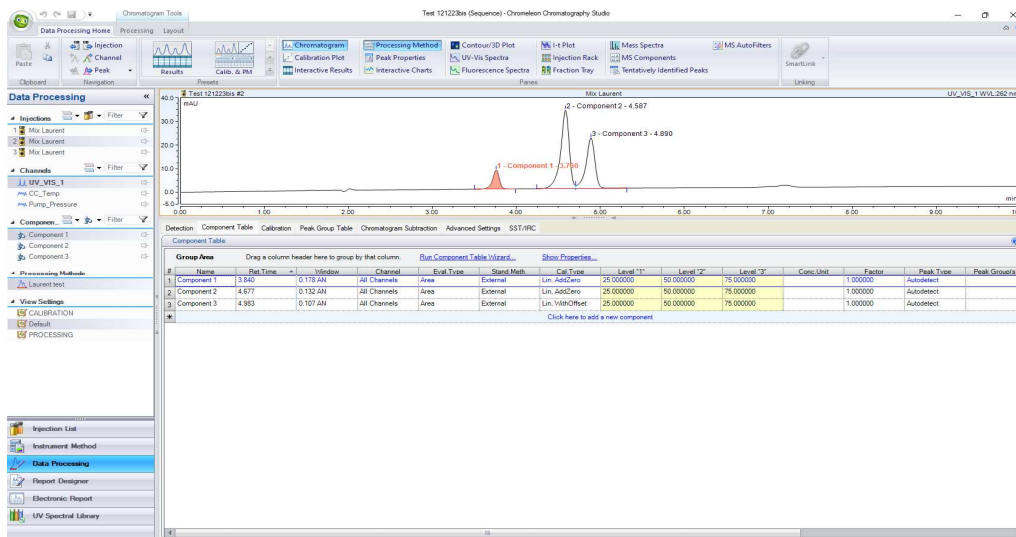 Chromatogram Tools Test 121223bis (Sequence) - Chromeleon Chromatography Studio
Data Processing Home Processing Layout
Paste
Injection
Channel
Peak
Clipboard Navigation
Results Calib. & PM
Presets
Chromatogram Processing Method Contour/3D Plot I-t Plot Mass Spectra MS AutoFilters
Calibration Plot Peak Properties UV-Vis Spectra Injection Rack MS Components
Interactive Results Interactive Charts Fluorescence Spectra Fraction Tray Tentatively Identified Peaks
Panes
SmartLink
Linking
Data Processing
Injections Filter
1 Mix Laurent
2 Mix Laurent
3 Mix Laurent
Channels Filter
UV_VIS_1
CC_Temp
Pump_Pressure
Componen... Filter
Component 1
Component 2
Component 3
Processing Methods
Laurent test
View Settings
CALIBRATION
Default
PROCESSING
Injection List
Instrument Method
Data Processing
Report Designer
Electronic Report
UV Spectral Library
Test 121223bis #2 Mix Laurent UV_VIS_1 WVL:262 nm
40.0 mAU
30.0
20.0
10.0
0.0
-5.0
2 - Component 2 - 4.587
3 - Component 3 - 4.890
1 - Component 1 - 3.760
min
0.00 1.00 2.00 3.00 4.00 5.00 6.00 7.00 8.00 9.00
Detection Component Table Calibration Peak Group Table Chromatogram Subtraction Advanced Settings SST/IRC
Component Table
Group Area Drag a column header here to group by that column. Run Component Table Wizard... Show Properties...
# Name Ret.Time Window Channel Eval.Type Stand.Meth. Cal.Type Level "1" Level "2" Level "3" Conc.Unit Factor Peak Type Peak Group(s
1 Component 1 3.840 0.178 AN All Channels Area External Lin, AddZero 25.000000 50.000000 75.000000 1.000000 Autodetect
2 Component 2 4.677 0.132 AN All Channels Area External Lin, AddZero 25.000000 50.000000 75.000000 1.000000 Autodetect
3 Component 3 4.983 0.107 AN All Channels Area External Lin, WithOffset 25.000000 50.000000 75.000000 1.000000 Autodetect
Click here to add a new component